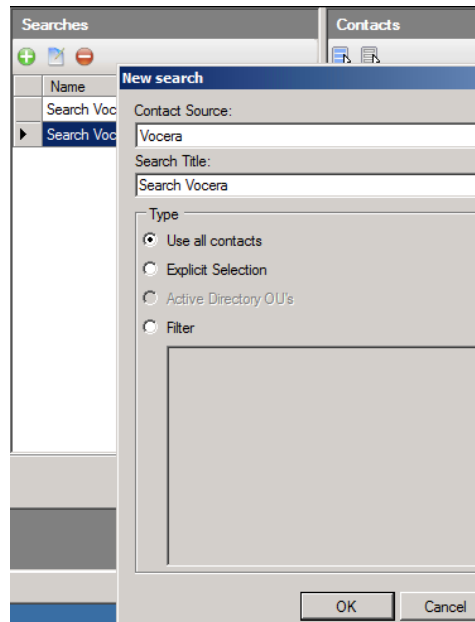 Searches
Contacts
Name
Search Voc
Search Voc
New search
Contact Source:
Vocera
Search Title:
Search Vocera
Type
Use all contacts
Explicit Selection
Active Directory OU's
Filter
OK
Cancel